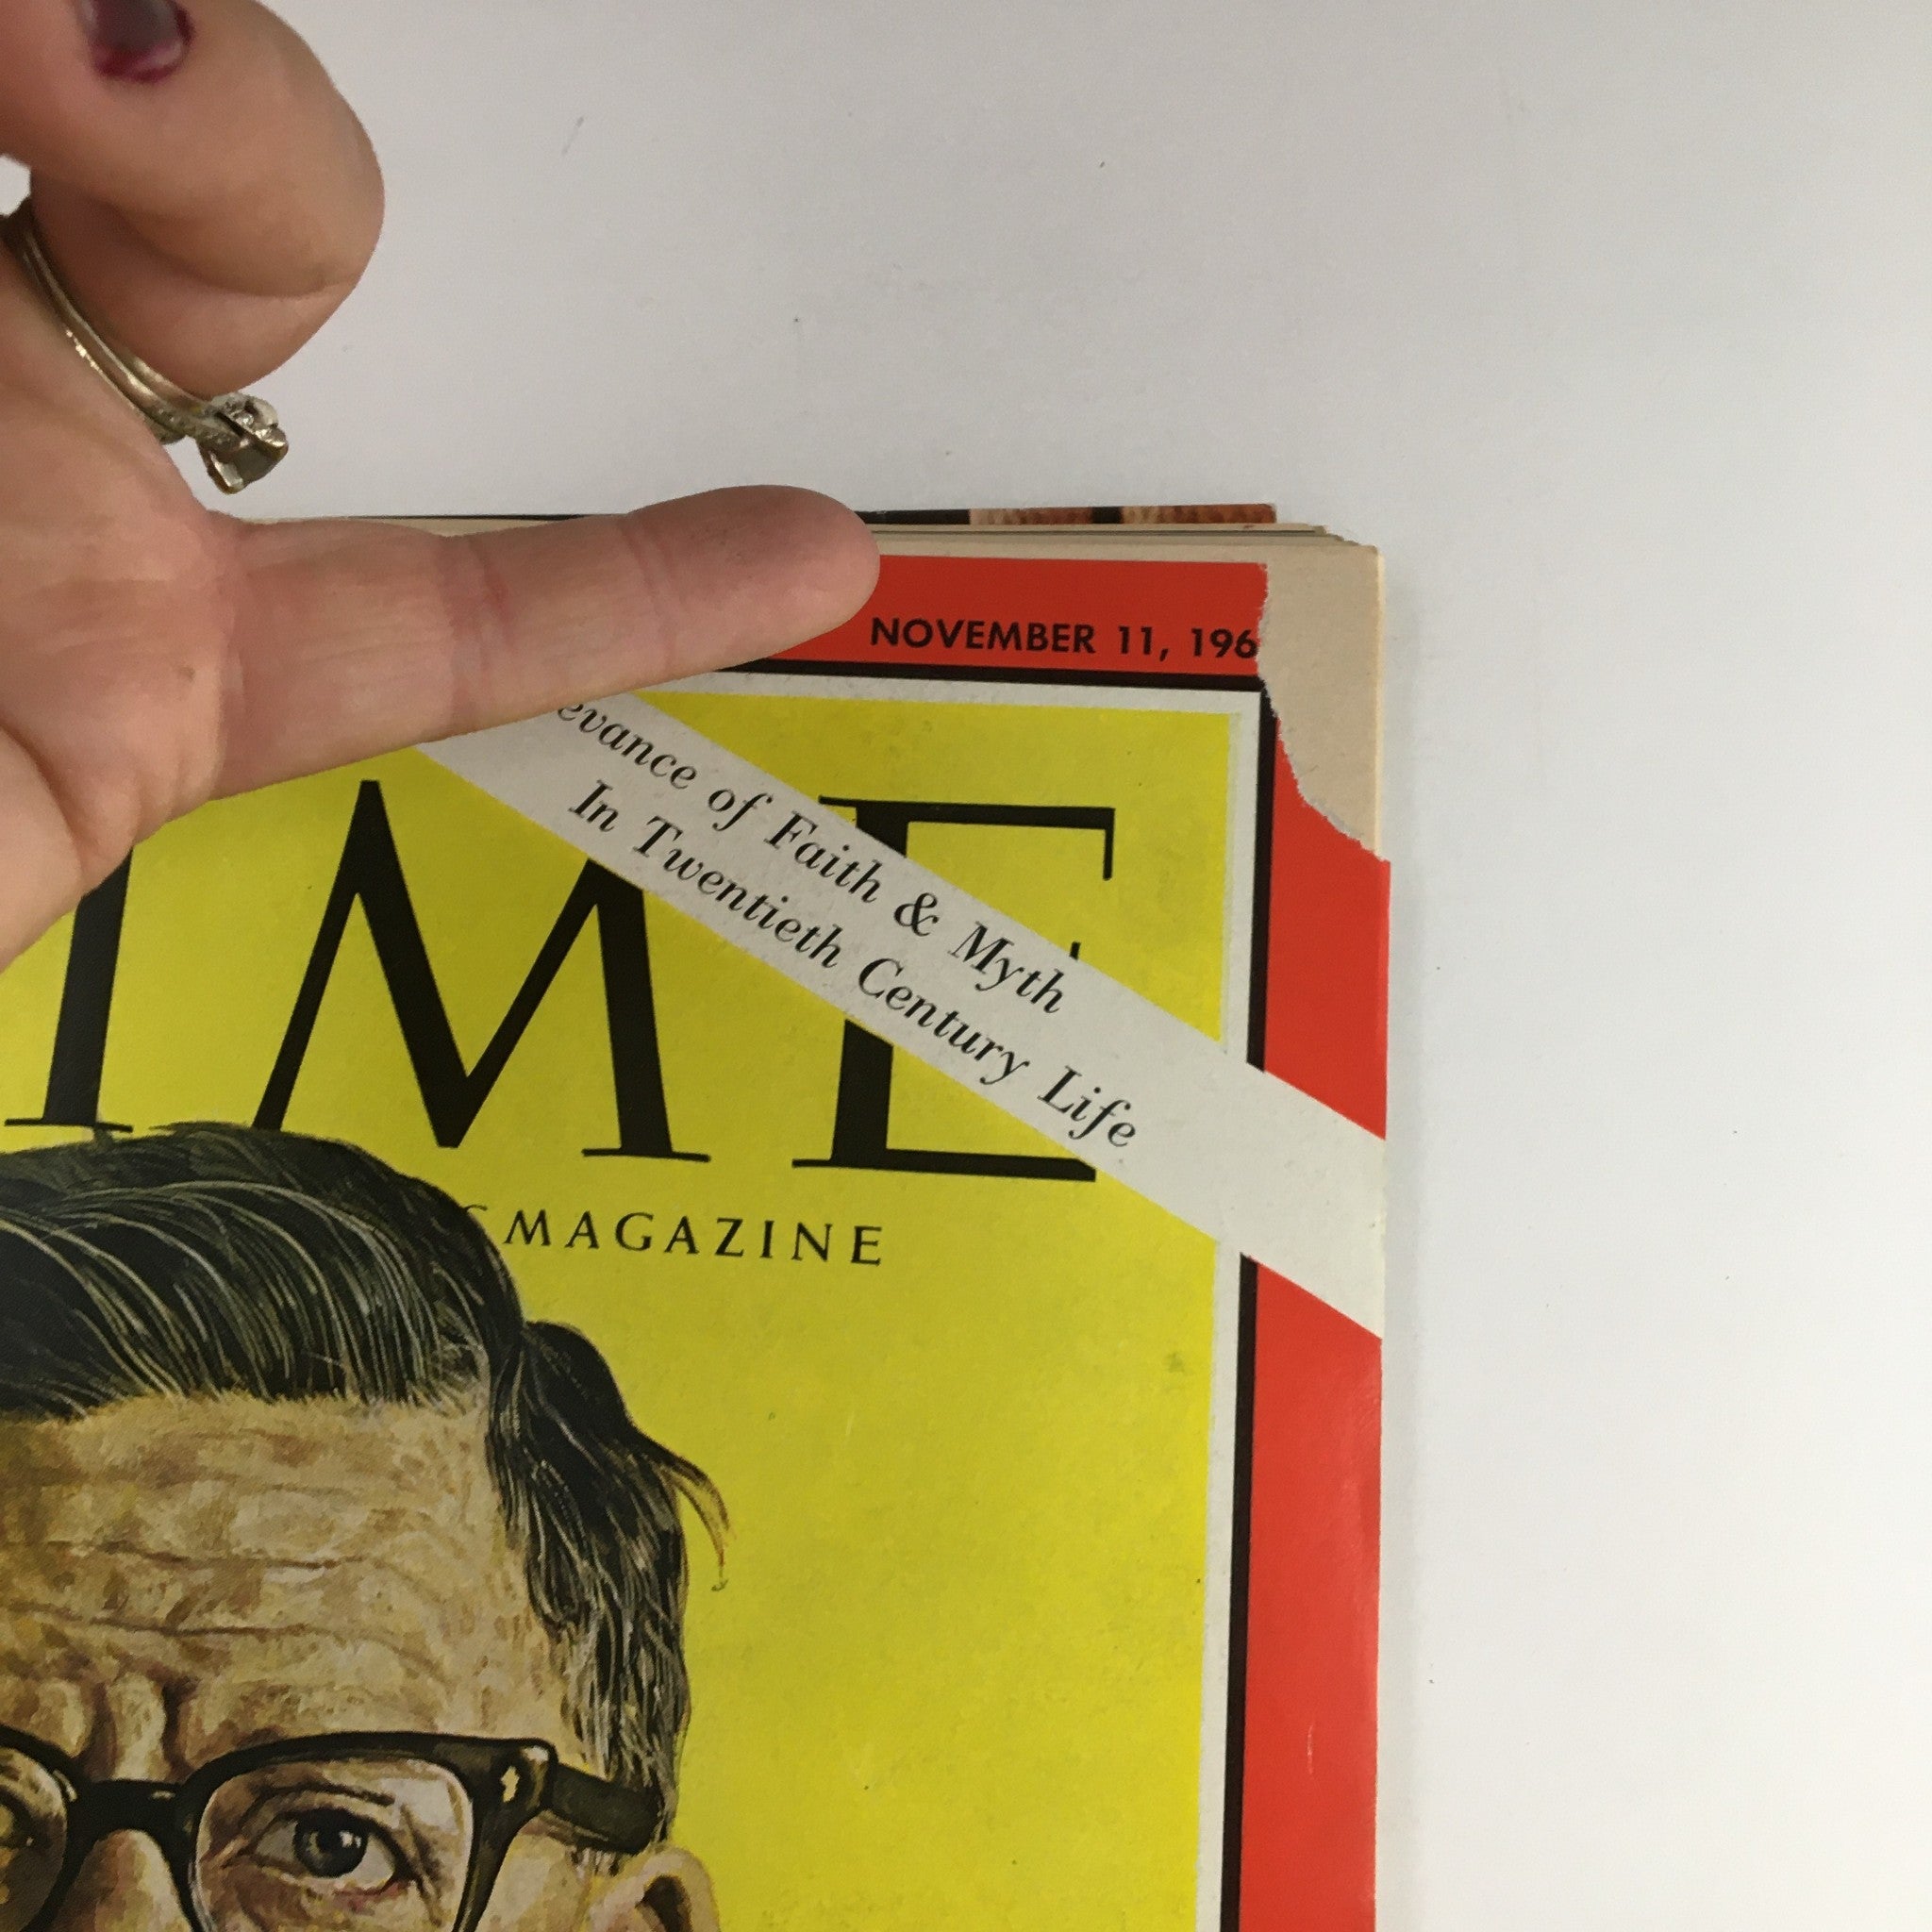 NOVEMBER 11, 196
evance of Faith & Myth
In Twentieth Century Life
IME
MAGAZINE